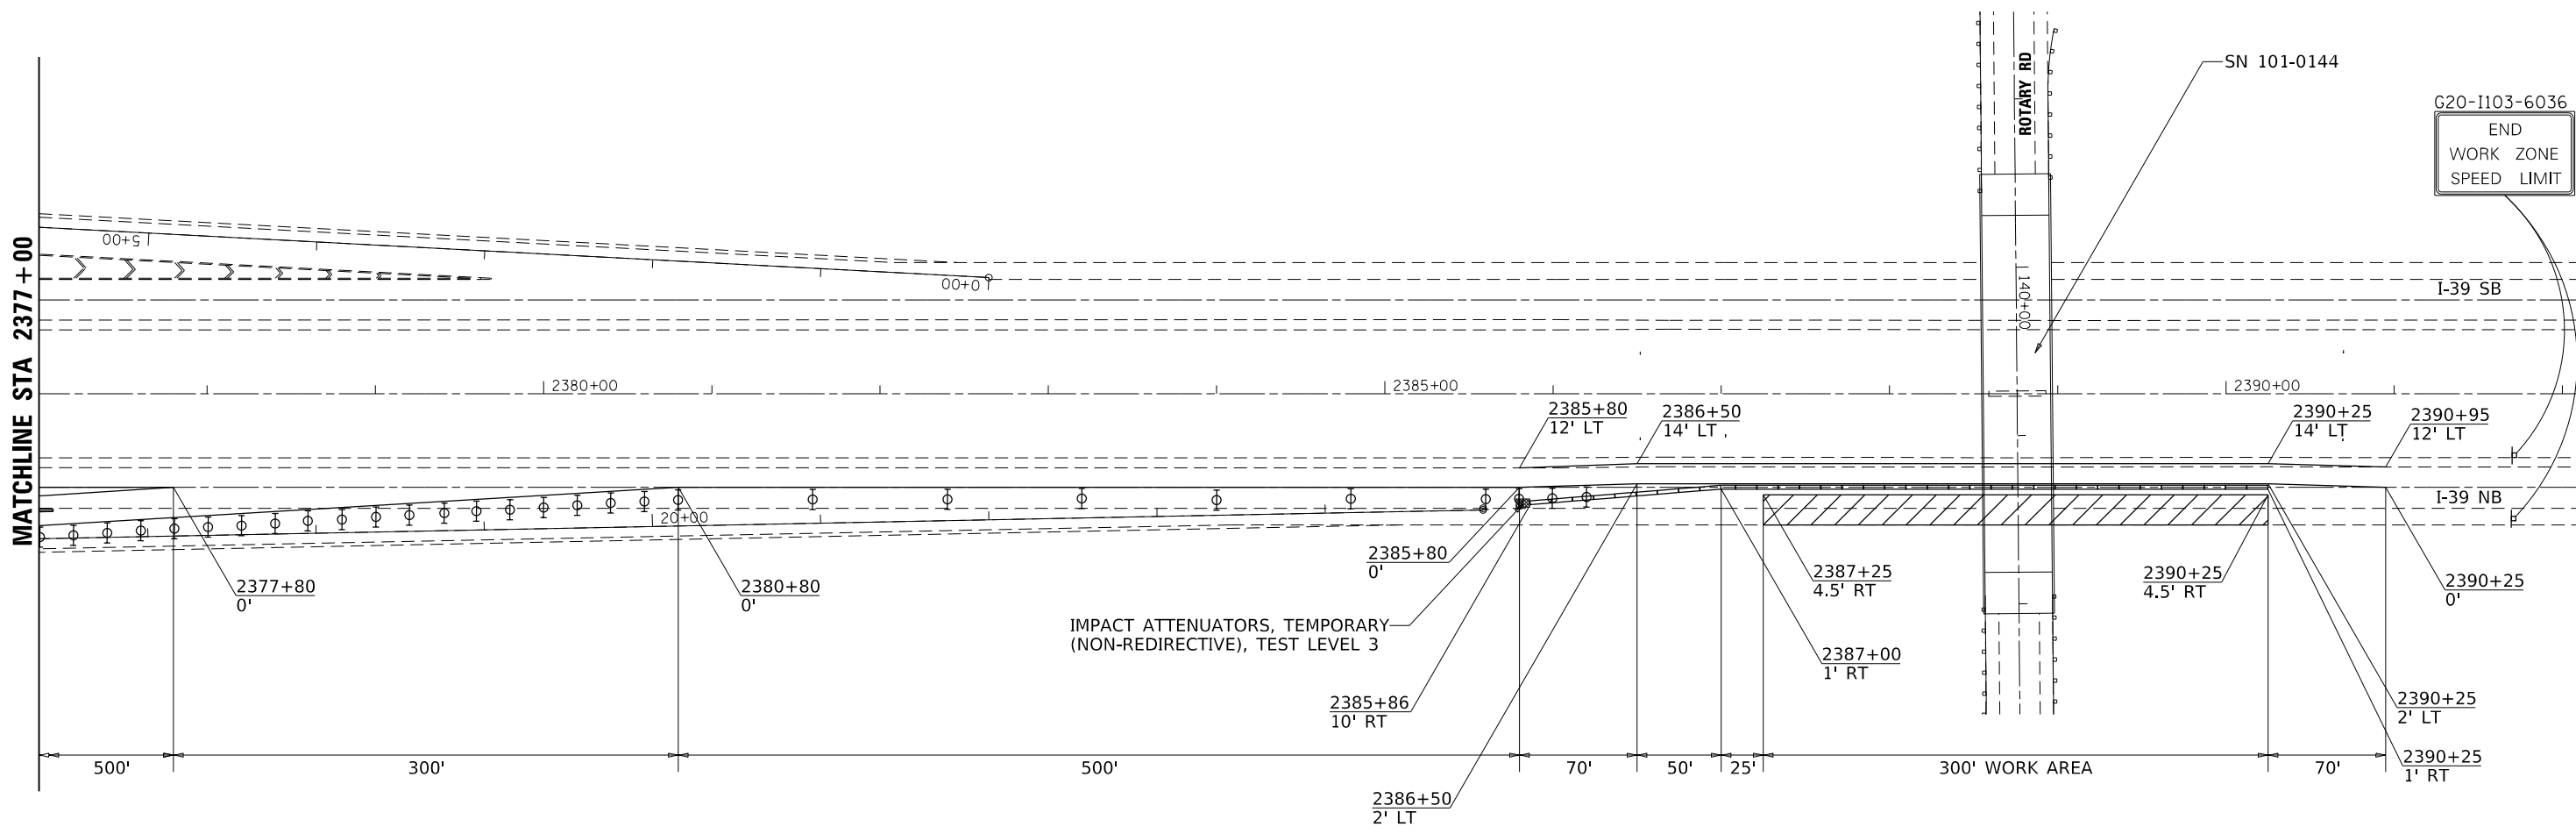 SN 101-0144
ROTARY RD
G20-I103-6036
END
WORK ZONE
SPEED LIMIT
MATCHLINE STA 2377+00
5+00
0+00
140+00
I-39 SB
2380+00
2385+00
2390+00
2385+80
12' LT
2386+50
14' LT
2390+25
14' LT
2390+95
12' LT
I-39 NB
20+00
2377+80
0'
2380+80
0'
2385+80
0'
2387+25
4.5' RT
2390+25
4.5' RT
2390+25
0'
IMPACT ATTENUATORS, TEMPORARY
(NON-REDIRECTIVE), TEST LEVEL 3
2387+00
1' RT
2385+86
10' RT
2390+25
2' LT
2390+25
1' RT
500'
300'
500'
70'
50'
25'
300' WORK AREA
70'
2386+50
2' LT